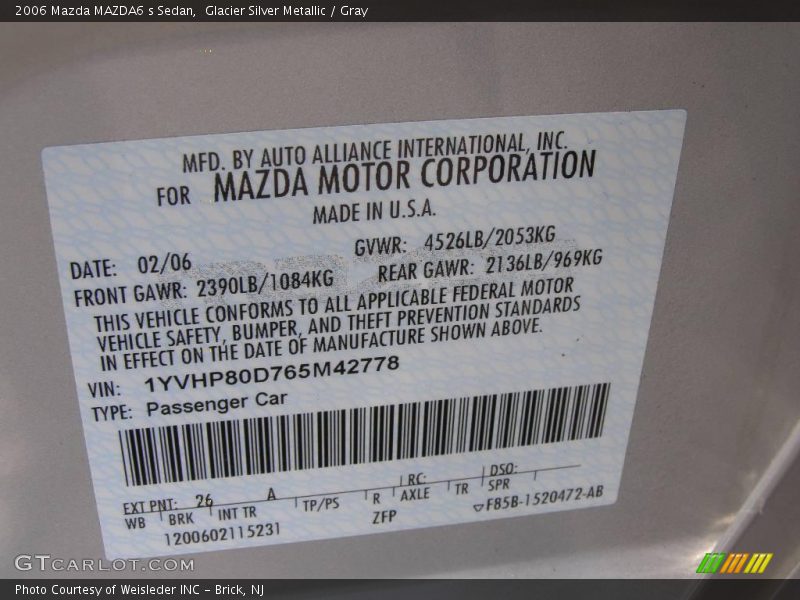 2006 Mazda MAZDA6 s Sedan,  Glacier Silver Metallic / Gray
MFD. BY AUTO ALLIANCE INTERNATIONAL, INC.
FOR MAZDA MOTOR CORPORATION
MADE IN U.S.A.
DATE: 02/06 GVWR: 4526LB/2053KG
FRONT GAWR: 2390LB/1084KG REAR GAWR: 2136LB/969KG
THIS VEHICLE CONFORMS TO ALL APPLICABLE FEDERAL MOTOR
VEHICLE SAFETY, BUMPER, AND THEFT PREVENTION STANDARDS
IN EFFECT ON THE DATE OF MANUFACTURE SHOWN ABOVE.
VIN: 1YVHP80D765M42778
TYPE: Passenger Car
EXT PNT: 26 A RC: DSO:
WB BRK INT TR TP/PS R AXLE TR SPR
1200602115231 ZFP ▽F85B-1520472-AB
GTCARLOT.COM
Photo Courtesy of Weisleder INC – Brick, NJ